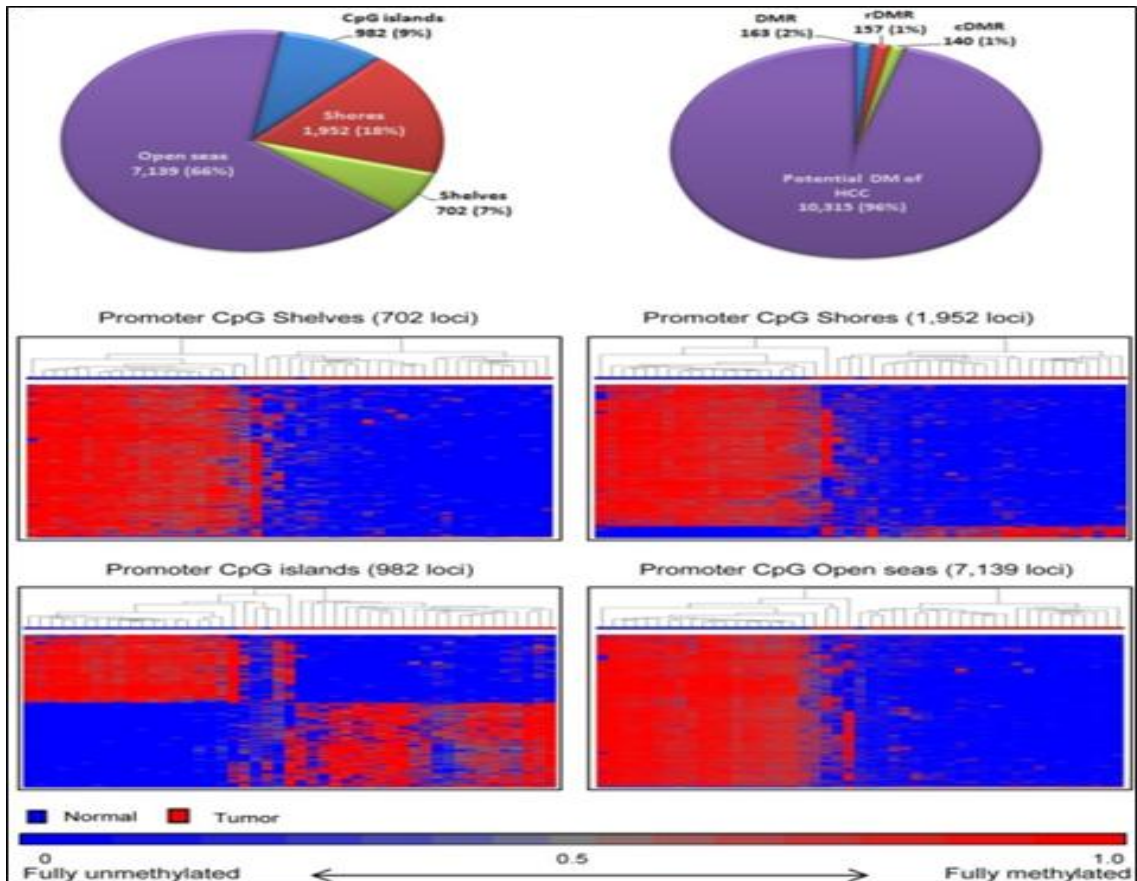 CpG islands
982 (9%)
Shores
1,952 (18%)
Open seas
7,139 (66%)
Shelves
702 (7%)
DMR
163 (2%)
rDMR
157 (1%)
cDMR
140 (1%)
Potential DM of
HCC
10,315 (96%)
Promoter CpG Shelves (702 loci)
Promoter CpG Shores (1,952 loci)
Promoter CpG islands (982 loci)
Promoter CpG Open seas (7,139 loci)
Normal Tumor
0 0.5 1.0
Fully unmethylated Fully methylated